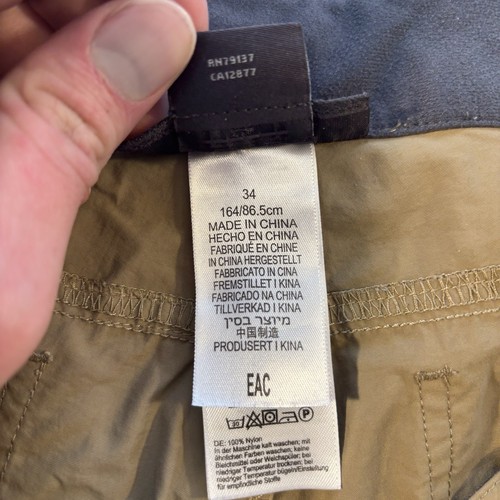 RN79137
CA12877
34
164/86.5cm
MADE IN CHINA
HECHO EN CHINA
FABRIQUÉ EN CHINE
IN CHINA HERGESTELLT
FABBRICATO IN CINA
FREMSTILLET I KINA
FABRICADO NA CHINA
TILLVERKAD I KINA
מיוצר בסין
中国制造
PRODUSERT I KINA
EAC
30
P
DE: 100% Nylon
In der Maschine kalt waschen; mit
ähnlichen Farben waschen; keine
Bleichmittel oder Weichspüler; bei
niedriger Temperatur trocknen; bei
niedriger Temperatur bügeln/Einstellung
für empfindliche Wäsche